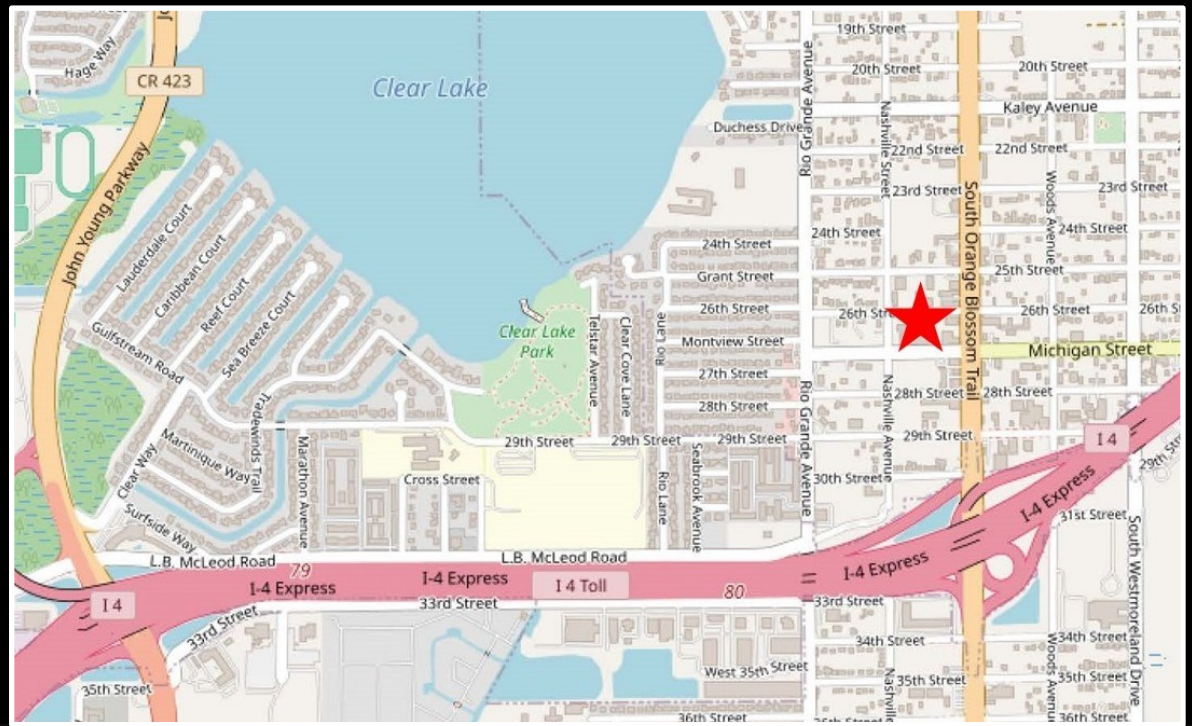 19th Street
Hage Way
20th Street
20th Street
CR 423
Clear Lake
Kaley Avenue
Duchess Drive
Rio Grande Avenue
Nashville Street
22nd Street
22nd Street
John Young Parkway
23rd Street
South Orange Blossom Trail
Woods Avenue
23rd Street
Lauderdale Court
24th Street
24th Street
24th Street
Caribbean Court
Grant Street
25th Street
Reef Court
26th Street
26th Street
Sea Breeze Court
Clear Lake
Park
Telstar Avenue
Clear Cove Lane
Rio Lane
Montview Street
Michigan Street
Gulfstream Road
27th Street
28th Street
Rio Grande Avenue
Nashville Avenue
28th Street
28th Street
Tradewinds Trail
29th Street
29th Street
29th Street
29th Street
I 4
Martinique Way
Marathon Avenue
Clear Way
Cross Street
Rio Lane
Seabrook Avenue
30th Street
I-4 Express
Surfside Way
31st Street
South Westmoreland Drive
L.B. McLeod Road
L.B. McLeod Road
79
I-4 Express
I-4 Express
I 4 Toll
80
I-4 Express
I 4
33rd Street
33rd Street
33rd Street
34th Street
34th Street
West 35th Street
35th Street
35th Street
35th Street
36th Street
36th Street